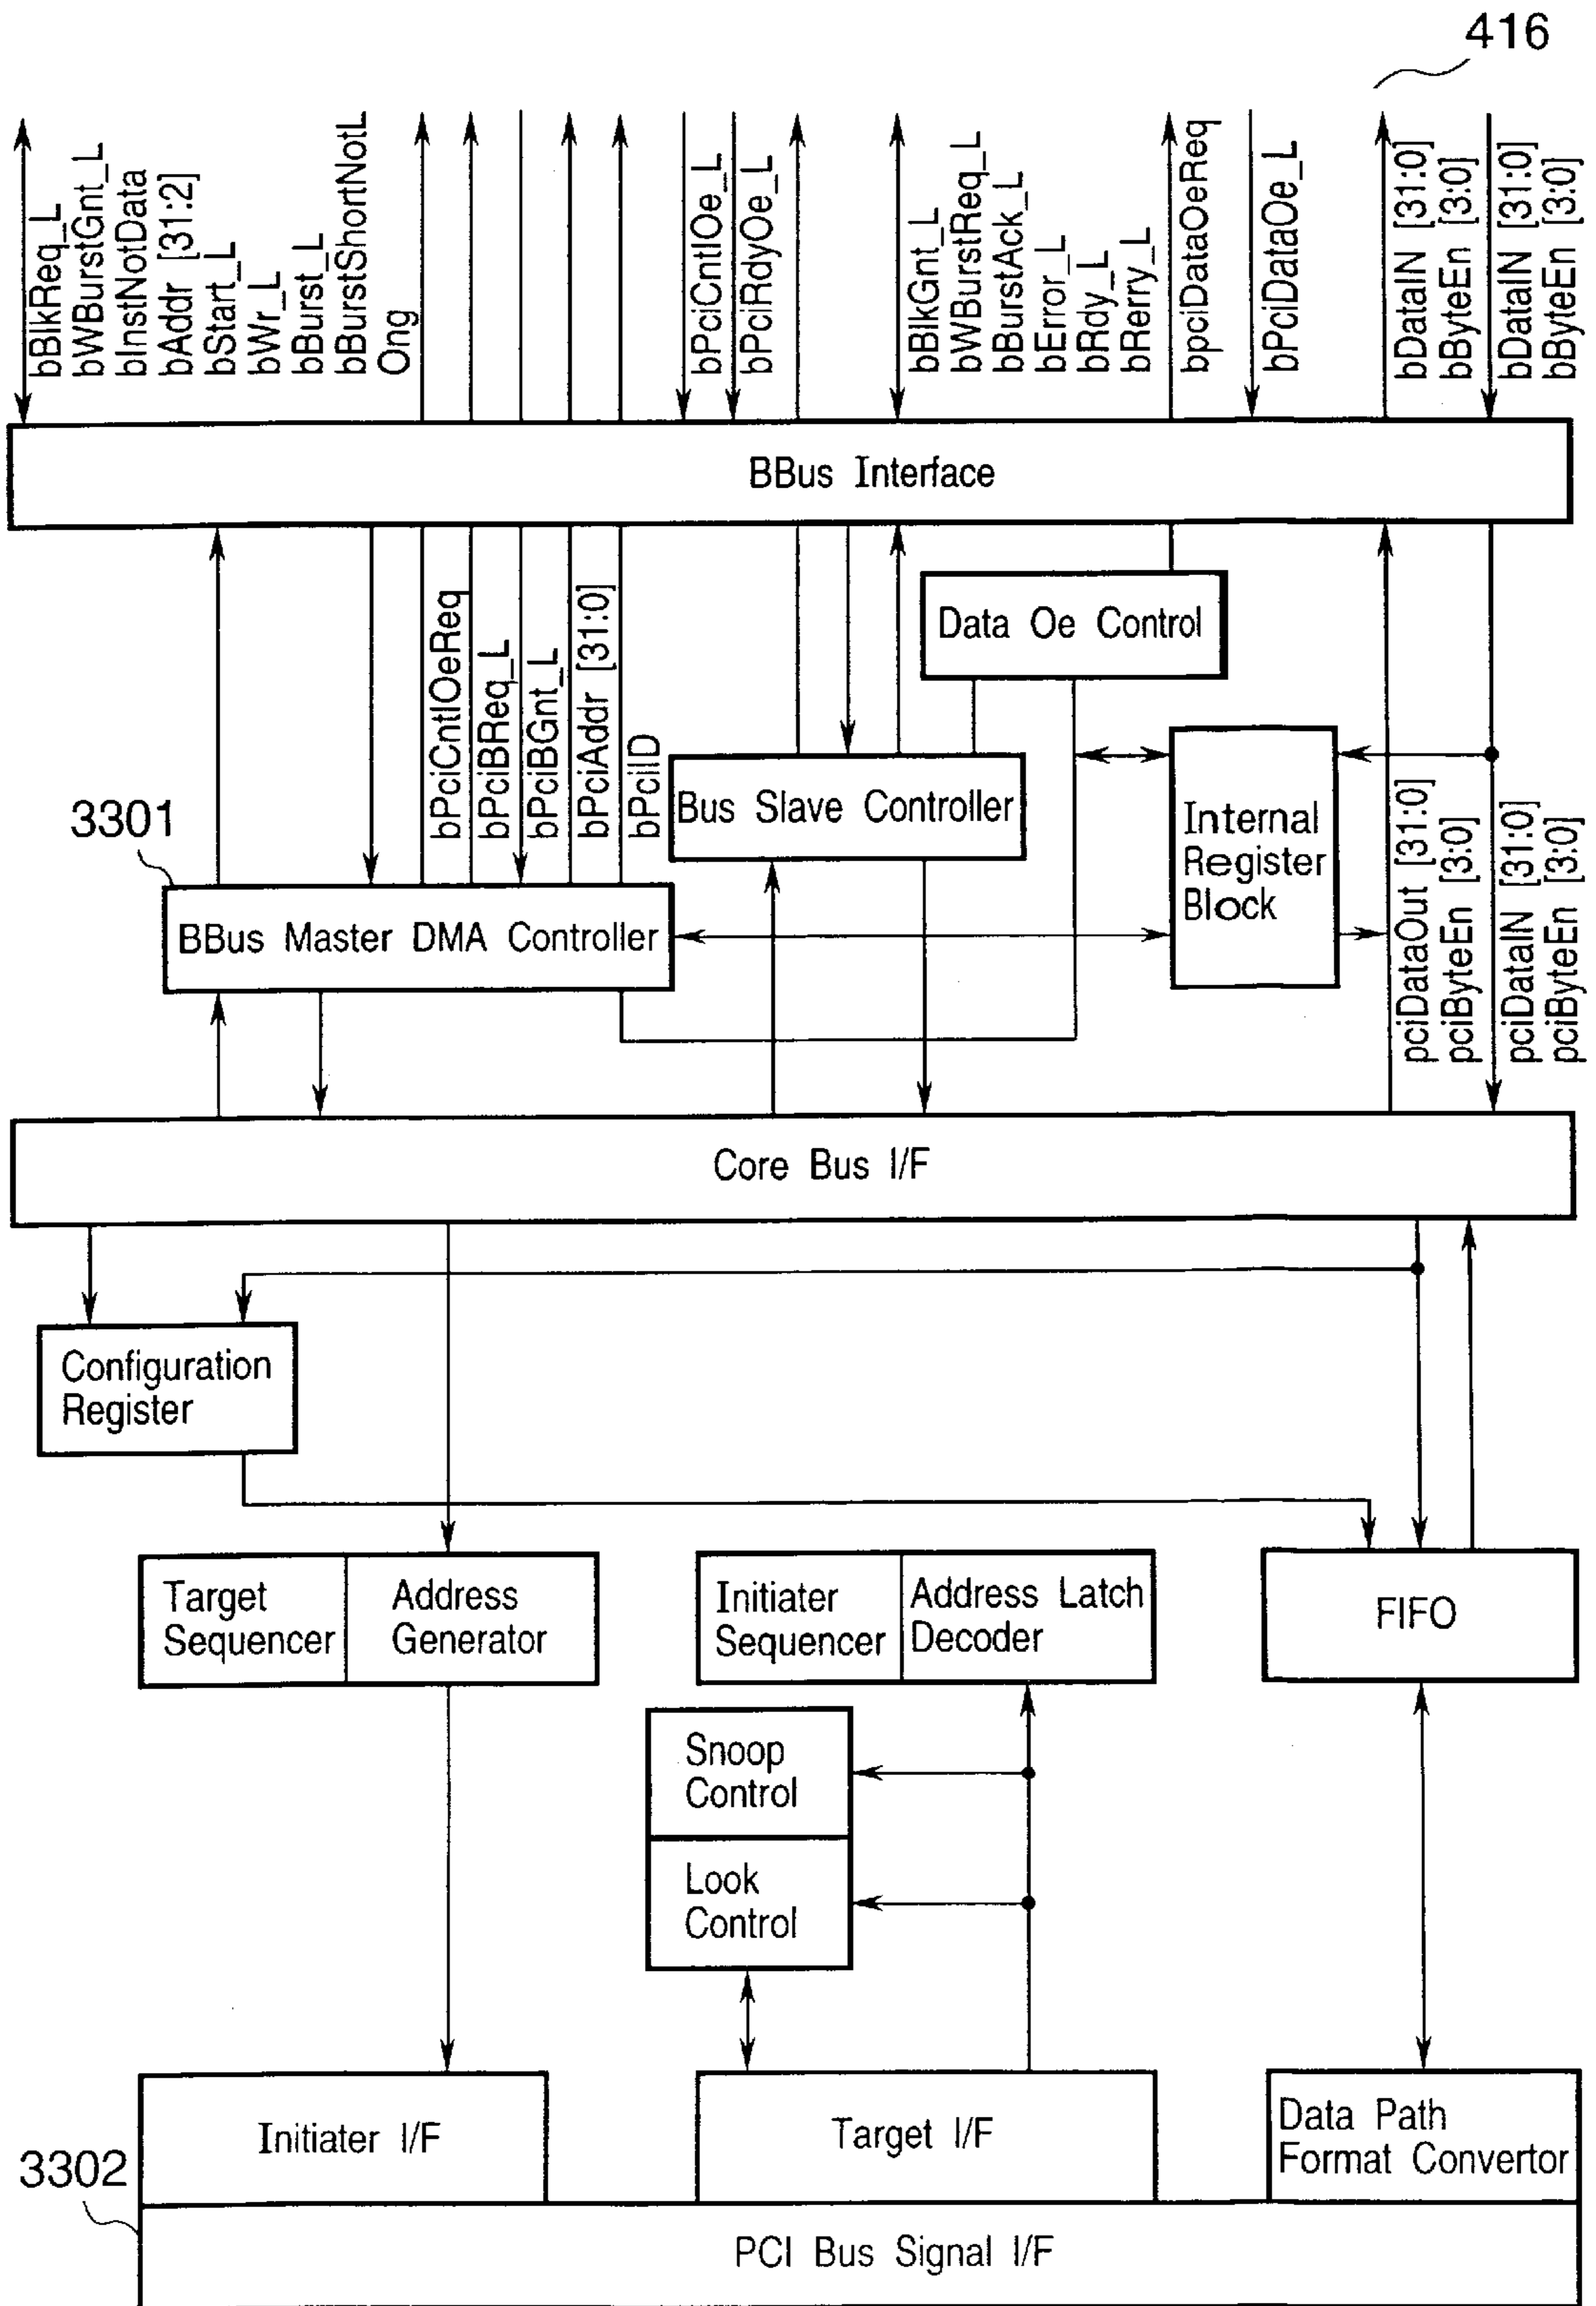 416
bBlkReq_L
bWBurstGnt_L
bInstNotData
bAddr [31:2]
bStart_L
bWr_L
bBurst_L
bBurstShortNotL
Ong
bPciCntlOe_L
bPciRdyOe_L
bBlkGnt_L
bWBurstReq_L
bBurstAck_L
bError_L
bRdy_L
bRerry_L
bpciDataOeReq
bPciDataOe_L
bDataIN [31:0]
bByteEn [3:0]
bDataIN [31:0]
bByteEn [3:0]
BBus Interface
bPciCntlOeReq
bPciBReq_L
bPciBGnt_L
bPciAddr [31:0]
bPciID
Data Oe Control
Bus Slave Controller
Internal
Register
Block
3301
BBus Master DMA Controller
pciDataOut [31:0]
pciByteEn [3:0]
pciDataIN [31:0]
pciByteEn [3:0]
Core Bus I/F
Configuration
Register
Target
Sequencer
Address
Generator
Initiater
Sequencer
Address Latch
Decoder
FIFO
Snoop
Control
Look
Control
Initiater I/F
Target I/F
Data Path
Format Convertor
3302
PCI Bus Signal I/F